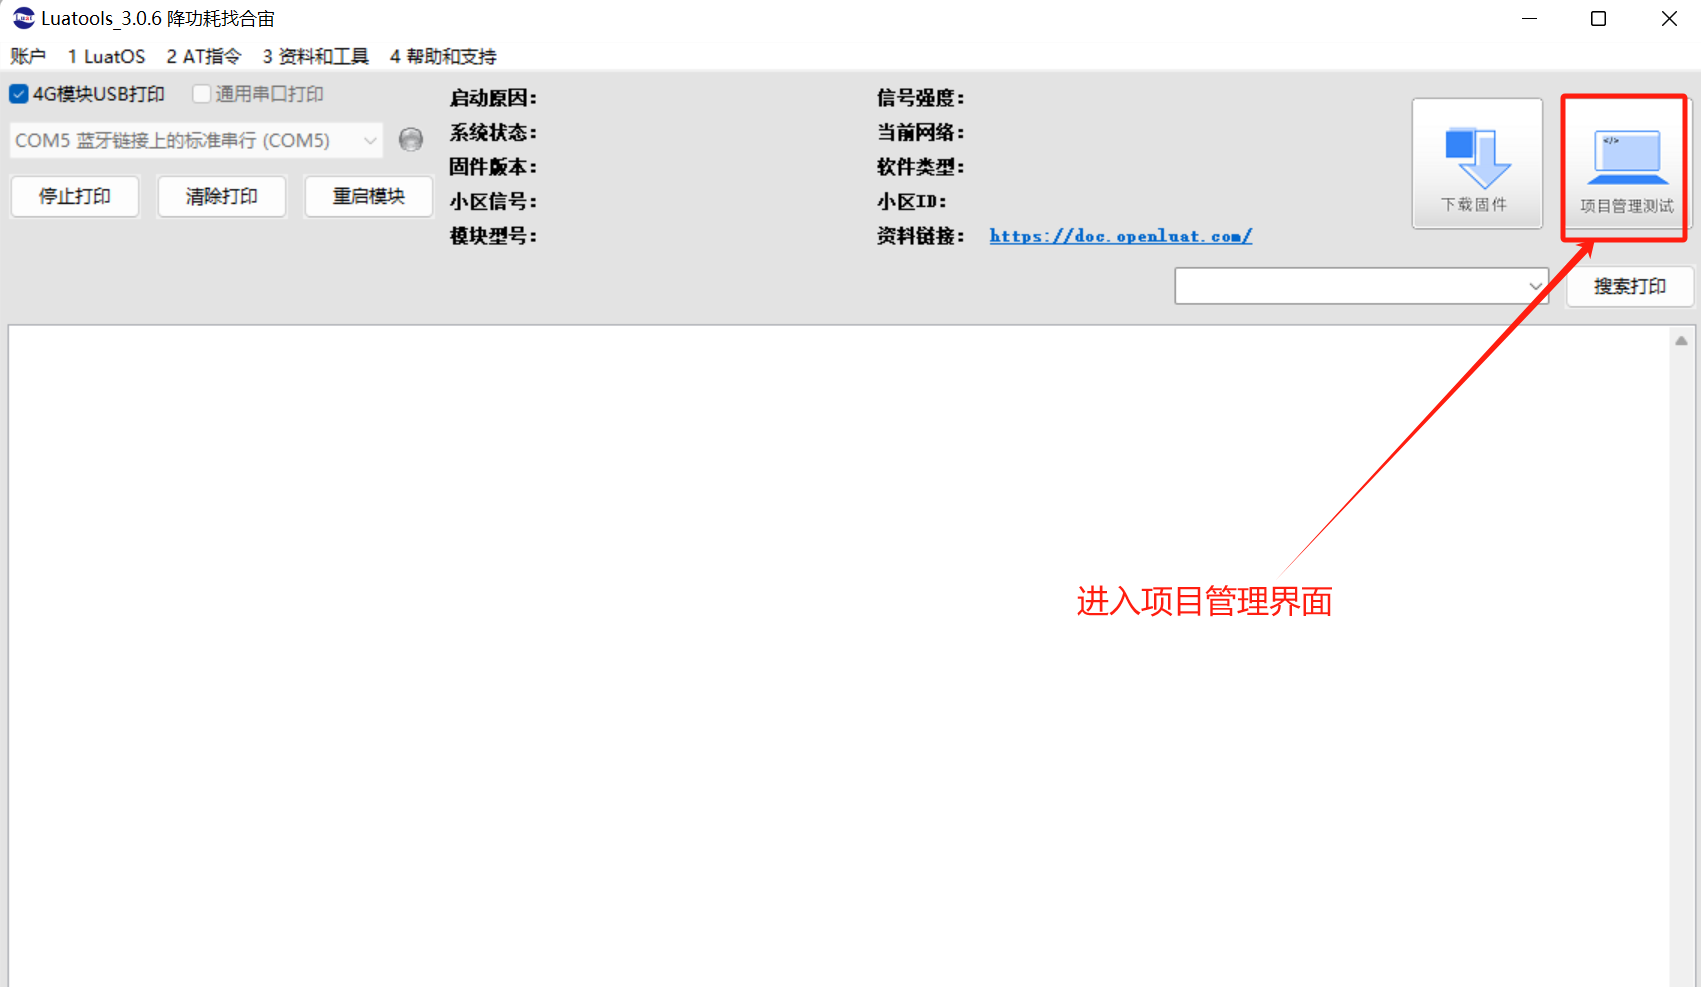 Luatools_3.0.6 降功耗找合宙
账户 1 LuatOS 2 AT指令 3 资料和工具 4 帮助和支持
4G模块USB打印 通用串口打印
COM5 蓝牙链接上的标准串行 (COM5)
停止打印 清除打印 重启模块
启动原因：
系统状态：
固件版本：
小区信号：
模块型号：
信号强度：
当前网络：
软件类型：
小区ID：
资料链接： https://doc.openluat.com/
下载固件
</>
项目管理测试
搜索打印
进入项目管理界面